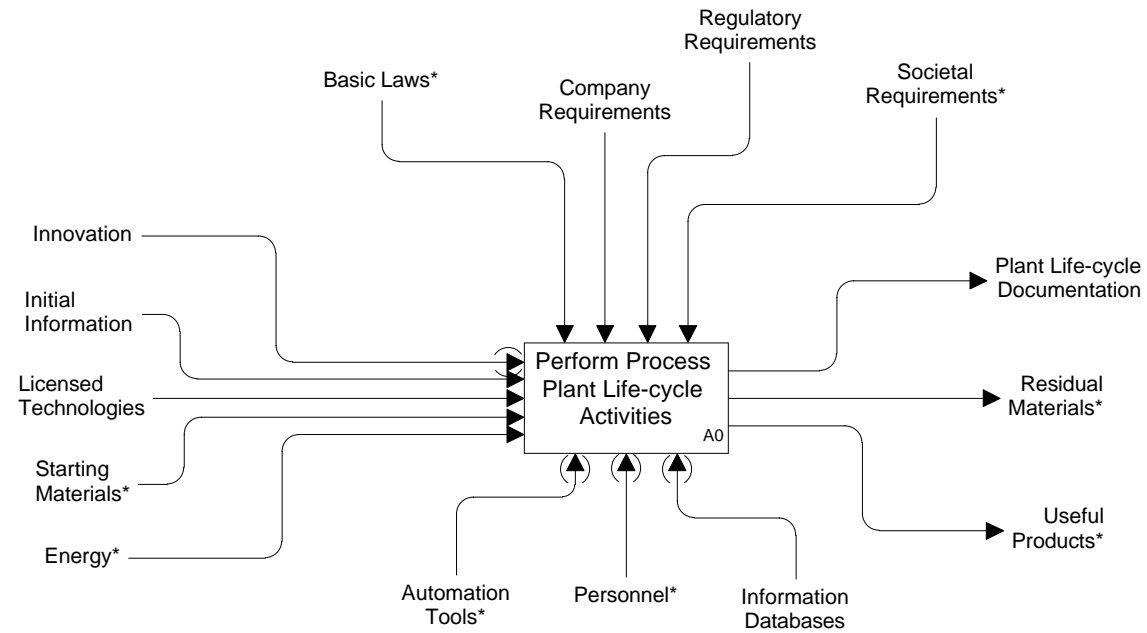 Regulatory
Requirements
Basic Laws*
Company
Requirements
Societal
Requirements*
Innovation
Initial
Information
Licensed
Technologies
Starting
Materials*
Energy*
Perform Process
Plant Life-cycle
Activities
A0
Plant Life-cycle
Documentation
Residual
Materials*
Useful
Products*
Automation
Tools*
Personnel*
Information
Databases